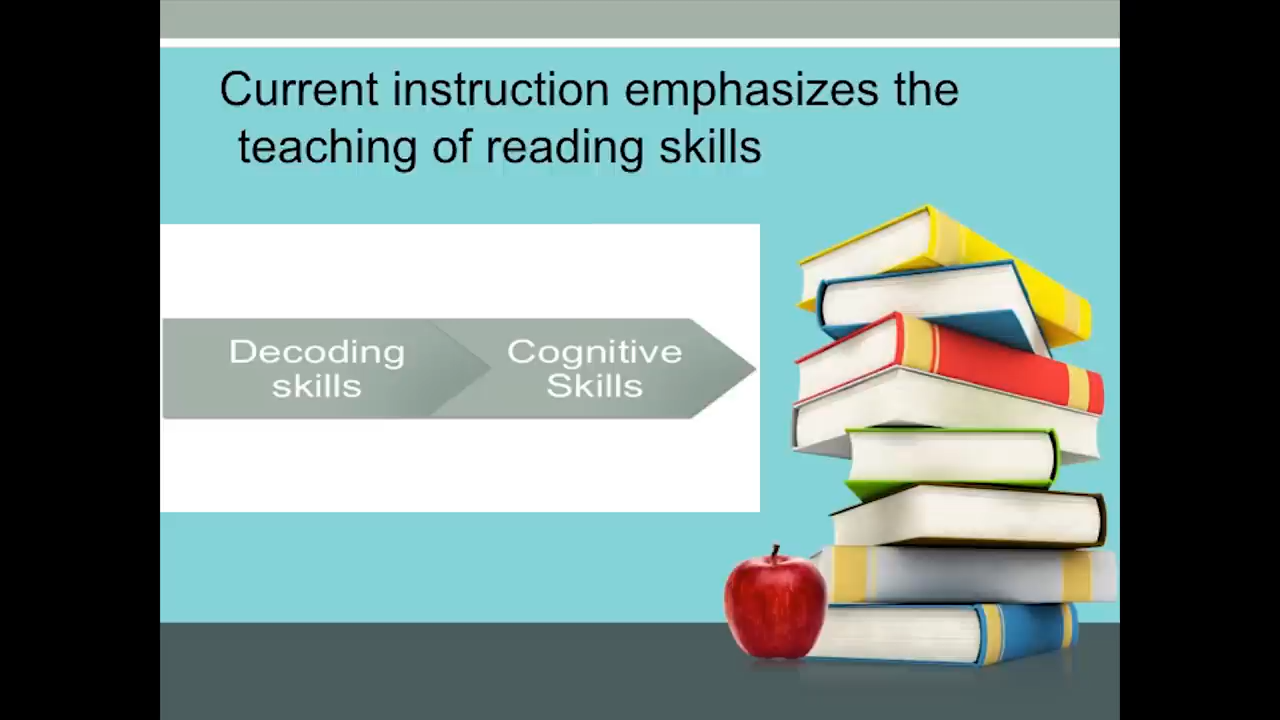 Current instruction emphasizes the
teaching of reading skills
Decoding
skills
Cognitive
Skills